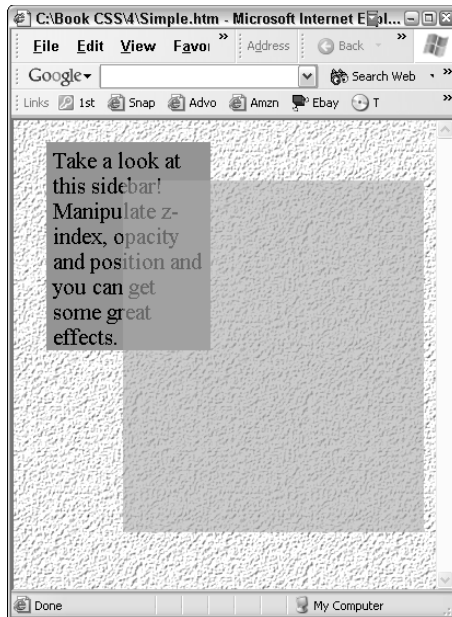 C:\Book CSS\4\Simple.htm - Microsoft Internet Expl...
File Edit View Favor » Address Back »
Google Search Web »
Links 1st Snap Advo Amzn Ebay T »
Take a look at
this sidebar!
Manipulate z-
index, opacity
and position and
you can get
some great
effects.
Done My Computer